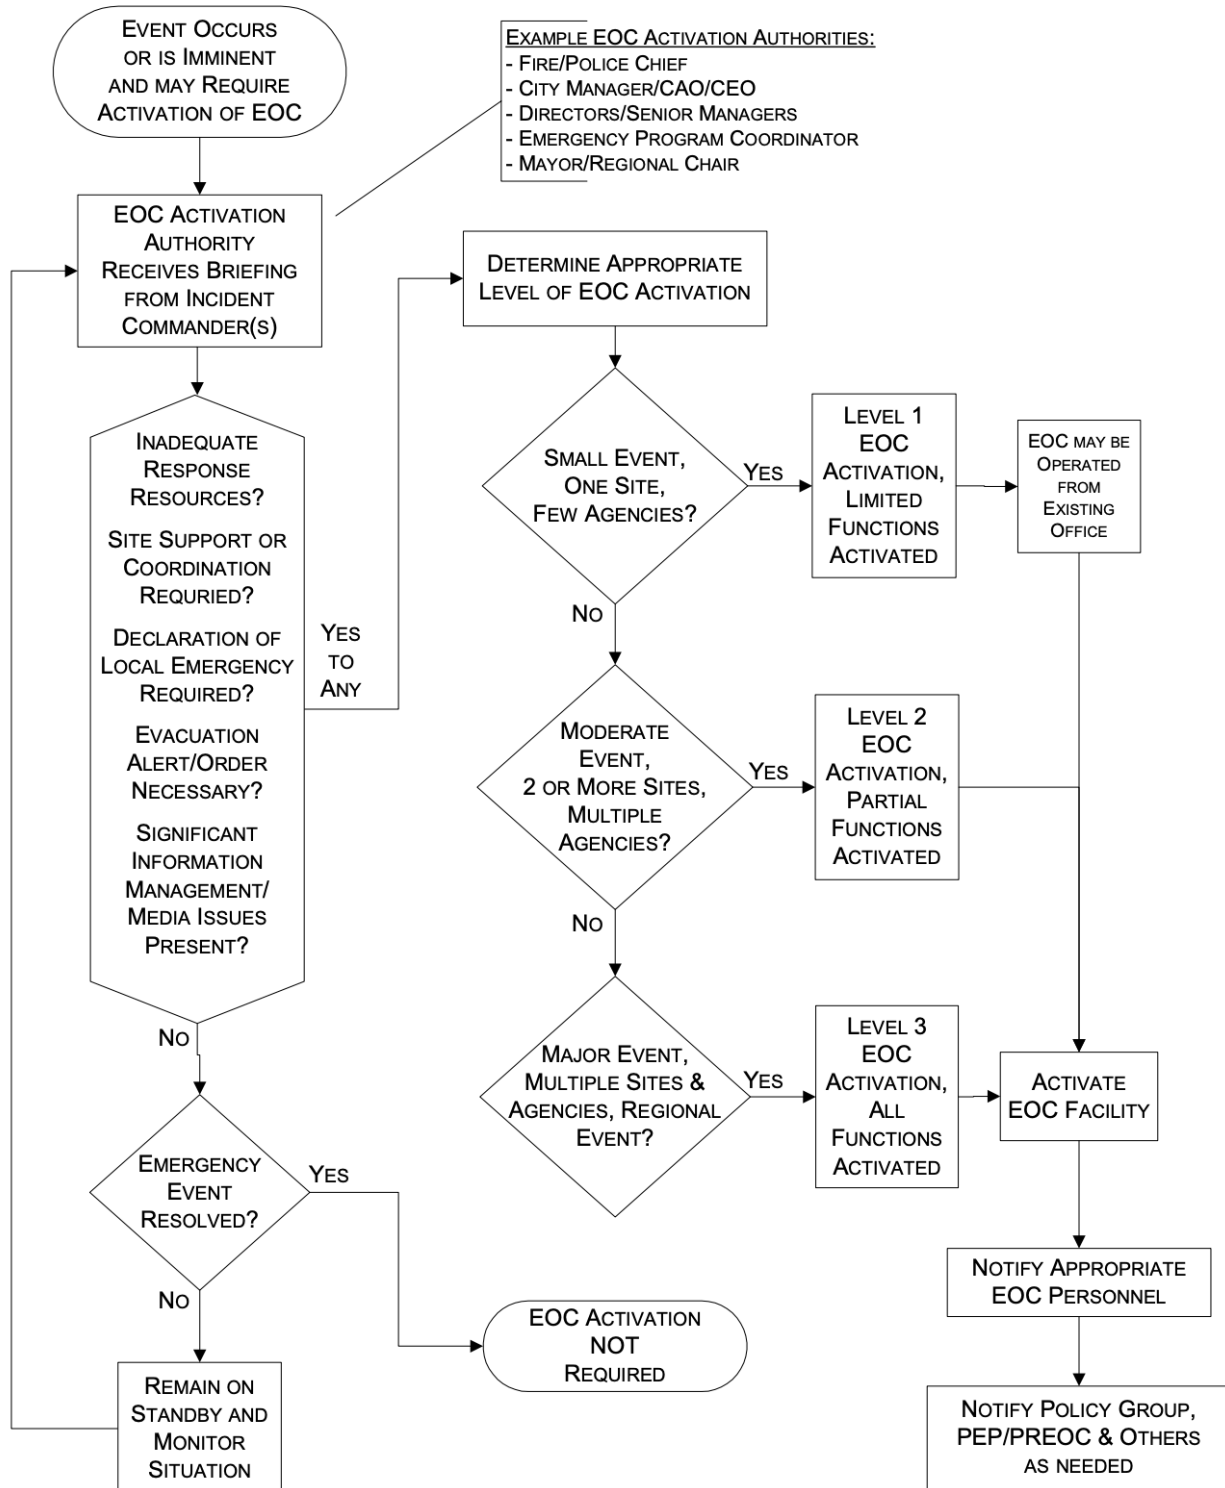 EVENT OCCURS
OR IS IMMINENT
AND MAY REQUIRE
ACTIVATION OF EOC
EXAMPLE EOC ACTIVATION AUTHORITIES:
- FIRE/POLICE CHIEF
- CITY MANAGER/CAO/CEO
- DIRECTORS/SENIOR MANAGERS
- EMERGENCY PROGRAM COORDINATOR
- MAYOR/REGIONAL CHAIR
EOC ACTIVATION
AUTHORITY
RECEIVES BRIEFING
FROM INCIDENT
COMMANDER(S)
INADEQUATE
RESPONSE
RESOURCES?
SITE SUPPORT OR
COORDINATION
REQURIED?
DECLARATION OF
LOCAL EMERGENCY
REQUIRED?
EVACUATION
ALERT/ORDER
NECESSARY?
SIGNIFICANT
INFORMATION
MANAGEMENT/
MEDIA ISSUES
PRESENT?
YES
TO
ANY
NO
EMERGENCY
EVENT
RESOLVED?
YES
NO
REMAIN ON
STANDBY AND
MONITOR
SITUATION
EOC ACTIVATION
NOT
REQUIRED
DETERMINE APPROPRIATE
LEVEL OF EOC ACTIVATION
SMALL EVENT,
ONE SITE,
FEW AGENCIES?
YES
LEVEL 1
EOC
ACTIVATION,
LIMITED
FUNCTIONS
ACTIVATED
EOC MAY BE
OPERATED
FROM
EXISTING
OFFICE
NO
MODERATE
EVENT,
2 OR MORE SITES,
MULTIPLE
AGENCIES?
YES
LEVEL 2
EOC
ACTIVATION,
PARTIAL
FUNCTIONS
ACTIVATED
NO
MAJOR EVENT,
MULTIPLE SITES &
AGENCIES, REGIONAL
EVENT?
YES
LEVEL 3
EOC
ACTIVATION,
ALL
FUNCTIONS
ACTIVATED
ACTIVATE
EOC FACILITY
NOTIFY APPROPRIATE
EOC PERSONNEL
NOTIFY POLICY GROUP,
PEP/PREOC & OTHERS
AS NEEDED